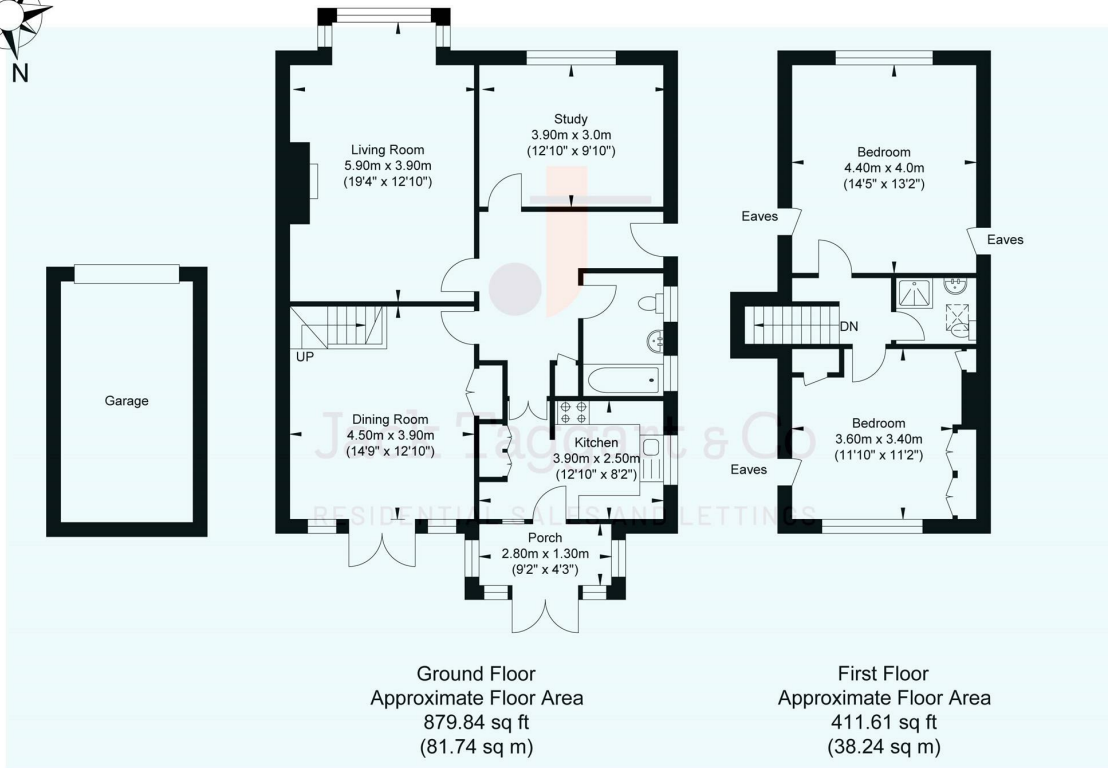 N
Living Room
5.90m x 3.90m
(19'4" x 12'10")
Study
3.90m x 3.0m
(12'10" x 9'10")
Bedroom
4.40m x 4.0m
(14'5" x 13'2")
Eaves
Eaves
UP
DN
Garage
Dining Room
4.50m x 3.90m
(14'9" x 12'10")
Kitchen
3.90m x 2.50m
(12'10" x 8'2")
Bedroom
3.60m x 3.40m
(11'10" x 11'2")
Eaves
Jack Taggart & Co
RESIDENTIAL SALES AND LETTINGS
Porch
2.80m x 1.30m
(9'2" x 4'3")
Ground Floor
Approximate Floor Area
879.84 sq ft
(81.74 sq m)
First Floor
Approximate Floor Area
411.61 sq ft
(38.24 sq m)